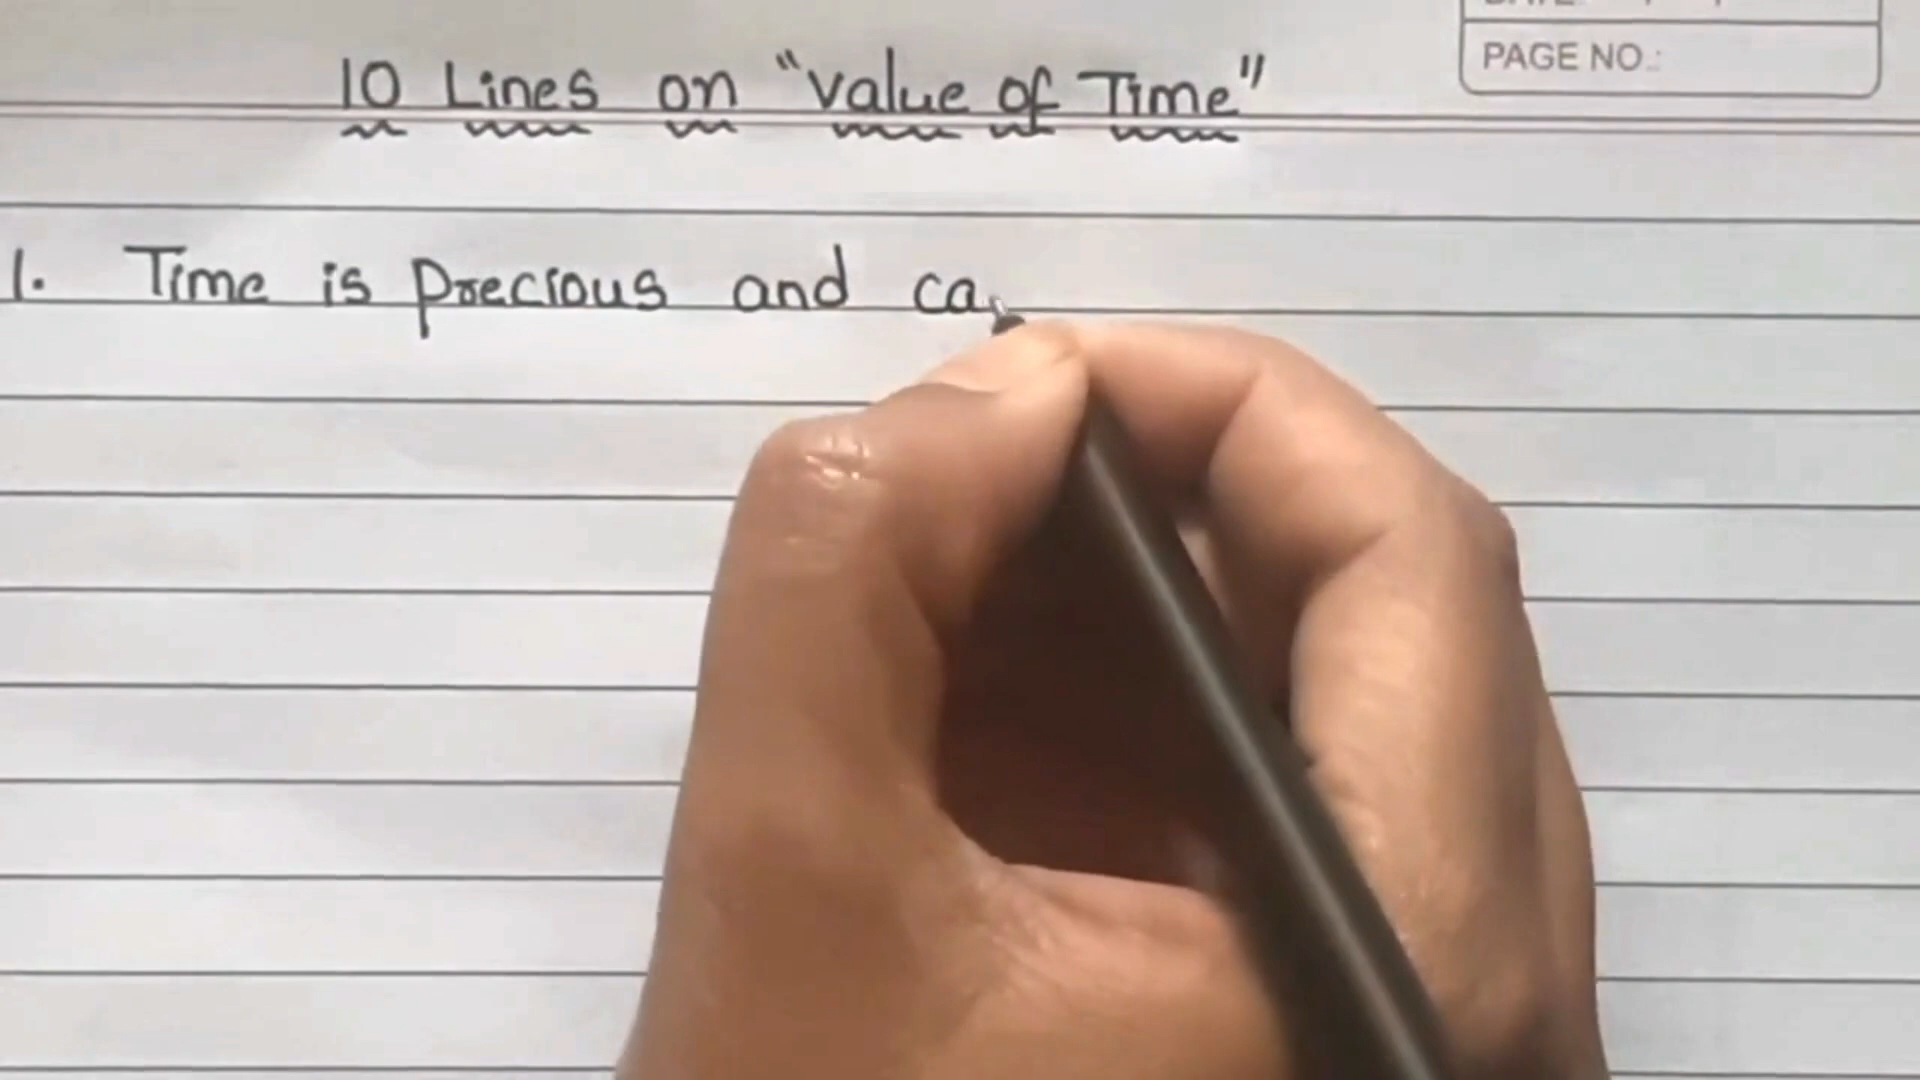 PAGE NO.:
10 Lines on "Value of Time"
1. Time is Precious and ca